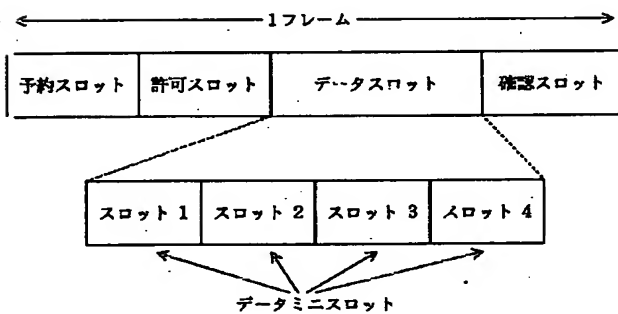 1フレーム
予約スロット 許可スロット データスロット 確認スロット
スロット 1 スロット 2 スロット 3 スロット 4
データミニスロット